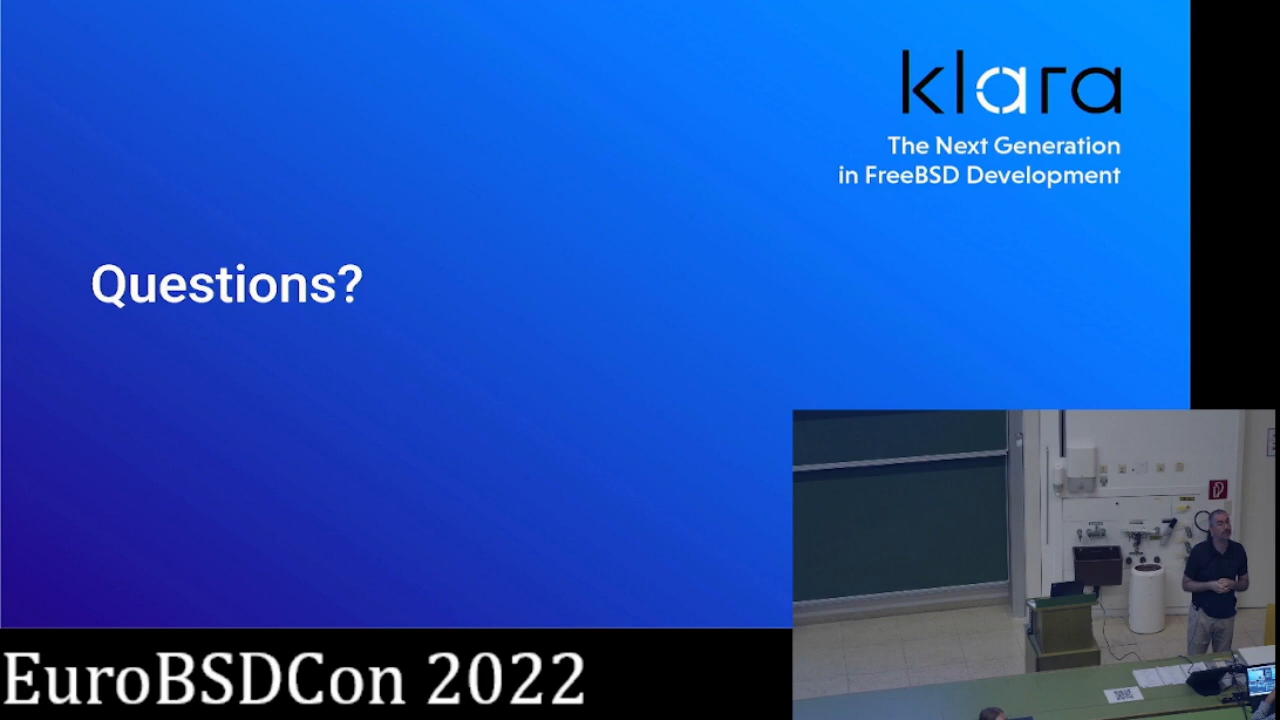 klara
The Next Generation
in FreeBSD Development
Questions?
EuroBSDCon 2022